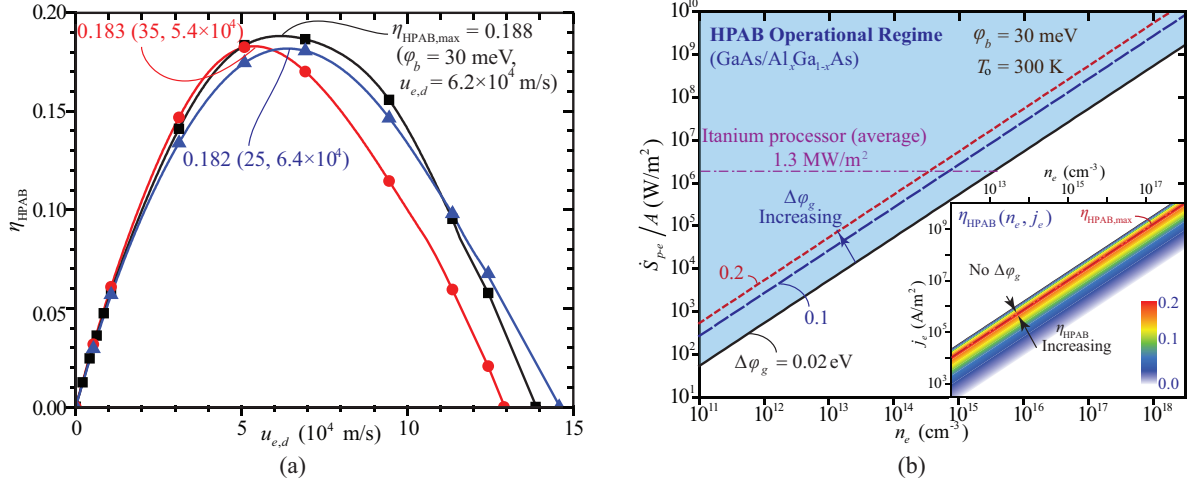 0.20
0.15
0.10
0.05
0.00
η_HPAB
0.183 (35, 5.4×10⁴)
η_HPAB,max = 0.188
(φ_b = 30 meV,
u_e,d = 6.2×10⁴ m/s)
0.182 (25, 6.4×10⁴)
0 5 10 15
u_e,d (10⁴ m/s)
(a)
10¹⁰
10⁹
10⁸
10⁷
10⁶
10⁵
10⁴
10³
10²
10¹
Ṡ_p-e / A (W/m²)
HPAB Operational Regime
(GaAs/Al_xGa_1-xAs)
φ_b = 30 meV
T_o = 300 K
Itanium processor (average)
1.3 MW/m²
Δφ_g
Increasing
0.2
0.1
Δφ_g = 0.02 eV
10¹¹ 10¹² 10¹³ 10¹⁴ 10¹⁵ 10¹⁶ 10¹⁷ 10¹⁸
n_e (cm⁻³)
n_e (cm⁻³)
10¹³ 10¹⁵ 10¹⁷
η_HPAB (n_e, j_e)
η_HPAB,max
No Δφ_g
η_HPAB
Increasing
10⁹
10⁷
10⁵
10³
j_e (A/m²)
0.2
0.1
0.0
(b)